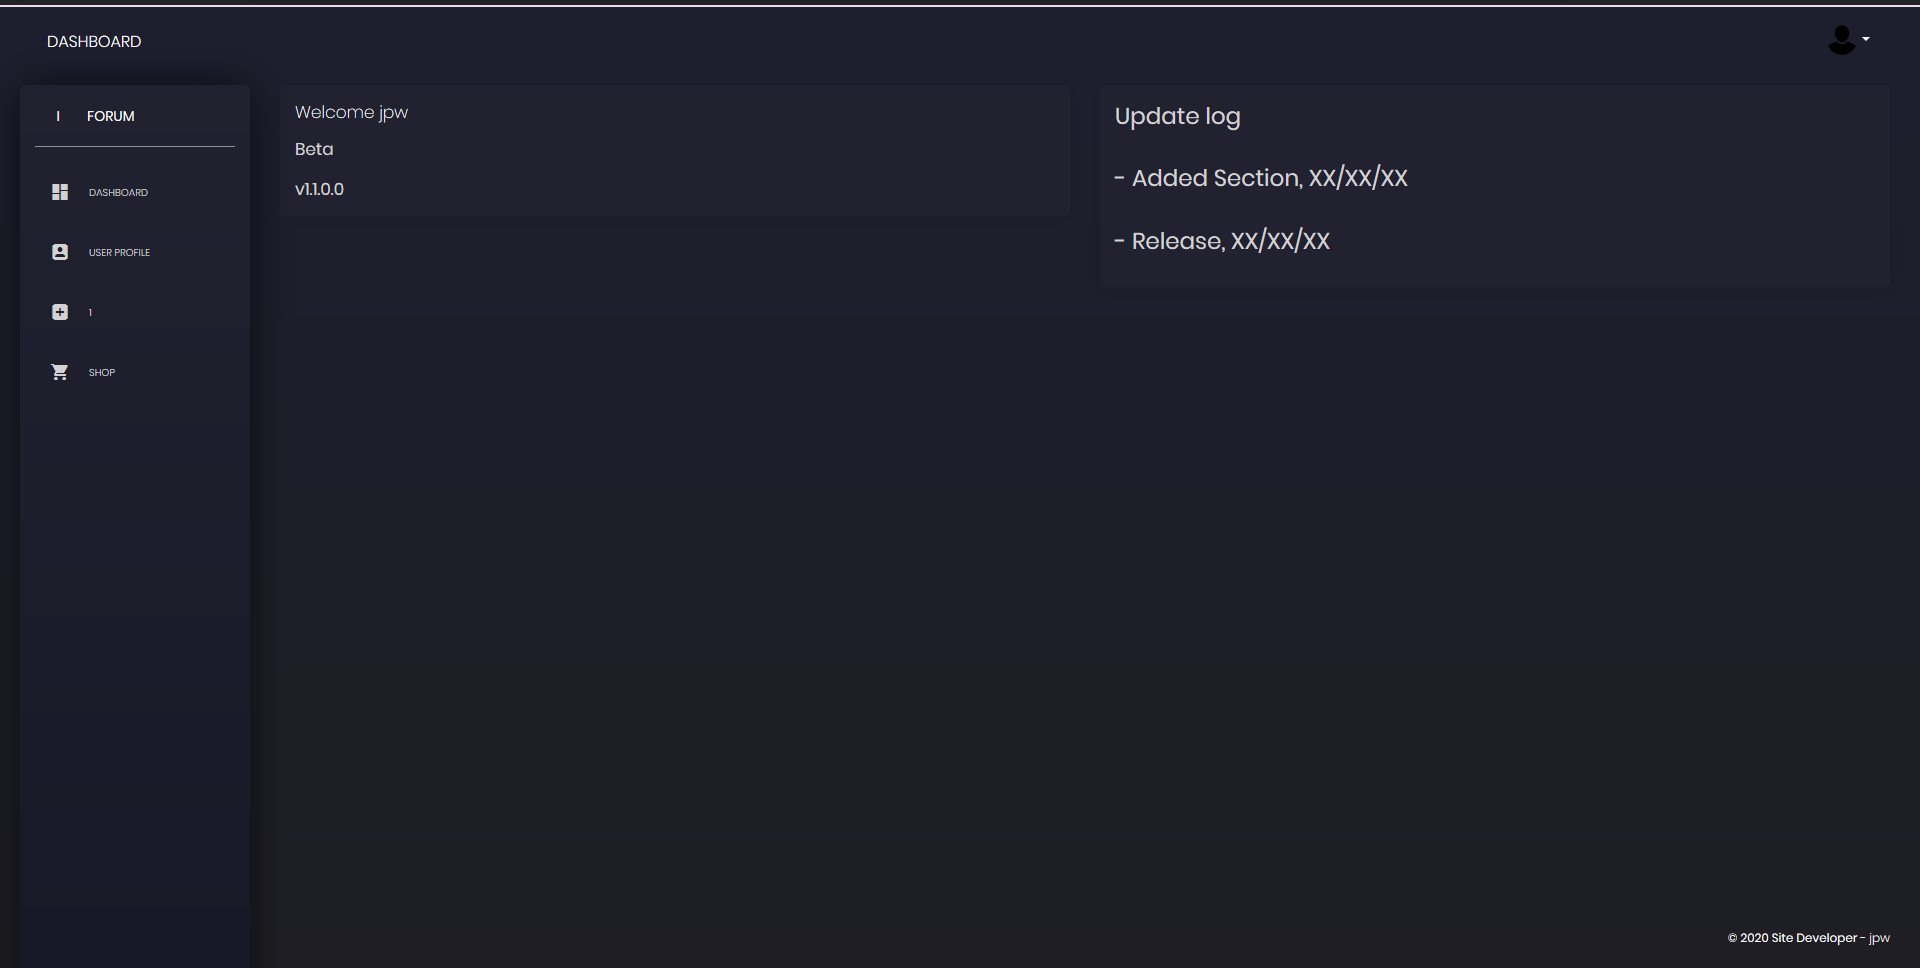 DASHBOARD
I FORUM
DASHBOARD
USER PROFILE
1
SHOP
Welcome jpw
Beta
v1.1.0.0
Update log
- Added Section, XX/XX/XX
- Release, XX/XX/XX
© 2020 Site Developer - jpw